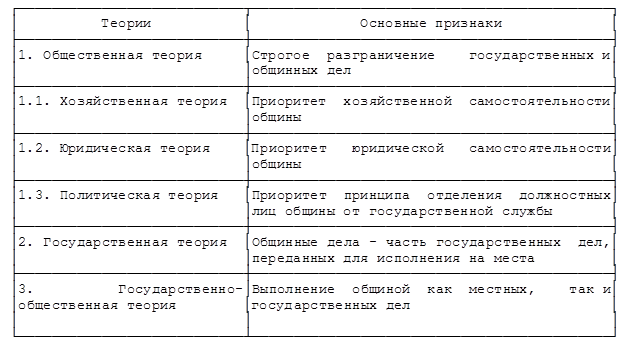 Теории Основные признаки
1. Общественная теория Строгое разграничение государственных и
общинных дел
1.1. Хозяйственная теория Приоритет хозяйственной самостоятельности
общины
1.2. Юридическая теория Приоритет юридической самостоятельности
общины
1.3. Политическая теория Приоритет принципа отделения должностных
лиц общины от государственной службы
2. Государственная теория Общинные дела - часть государственных дел,
переданных для исполнения на места
3. Государственно- Выполнение общиной как местных, так и
общественная теория государственных дел